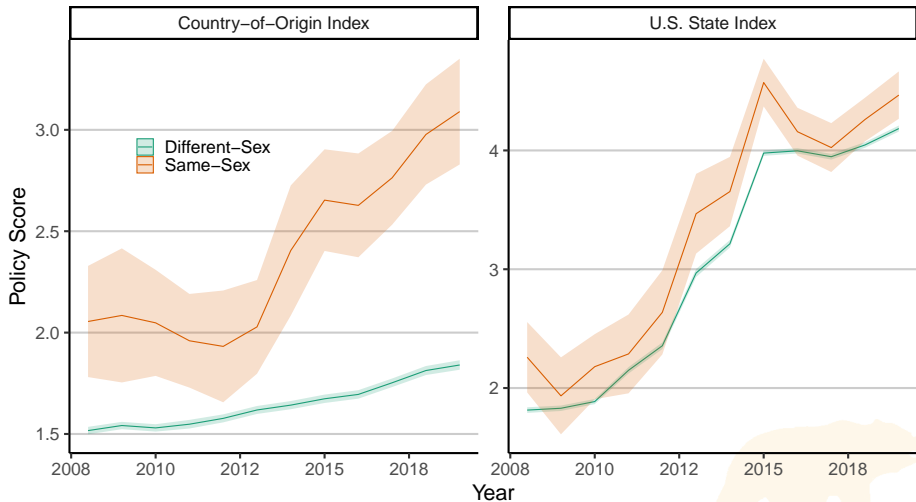 Country−of−Origin Index
U.S. State Index
Policy Score
3.0
2.5
2.0
1.5
Different−Sex
Same−Sex
4
3
2
2008 2010 2012 2015 2018
2008 2010 2012 2015 2018
Year